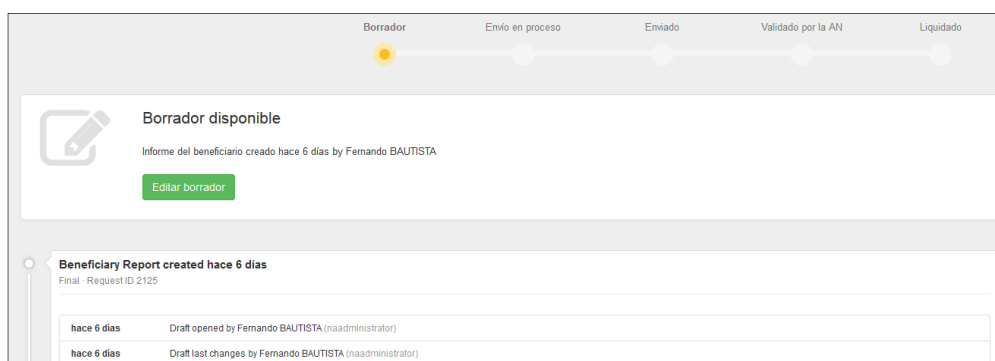 Borrador Envío en proceso Enviado Validado por la AN Liquidado
Borrador disponible
Informe del beneficiario creado hace 6 días by Fernando BAUTISTA
Editar borrador
Beneficiary Report created hace 6 días
Final - Request ID 2125
hace 6 días Draft opened by Fernando BAUTISTA (naadministrator)
hace 6 días Draft last changes by Fernando BAUTISTA (naadministrator)